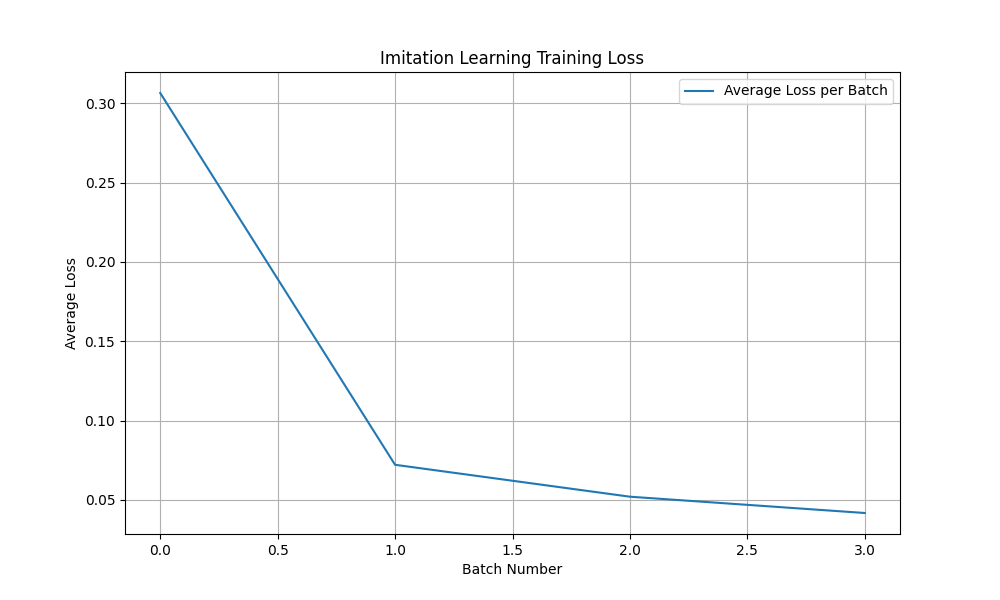 Imitation Learning Training Loss
Average Loss per Batch
Average Loss
0.30
0.25
0.20
0.15
0.10
0.05
0.0 0.5 1.0 1.5 2.0 2.5 3.0
Batch Number